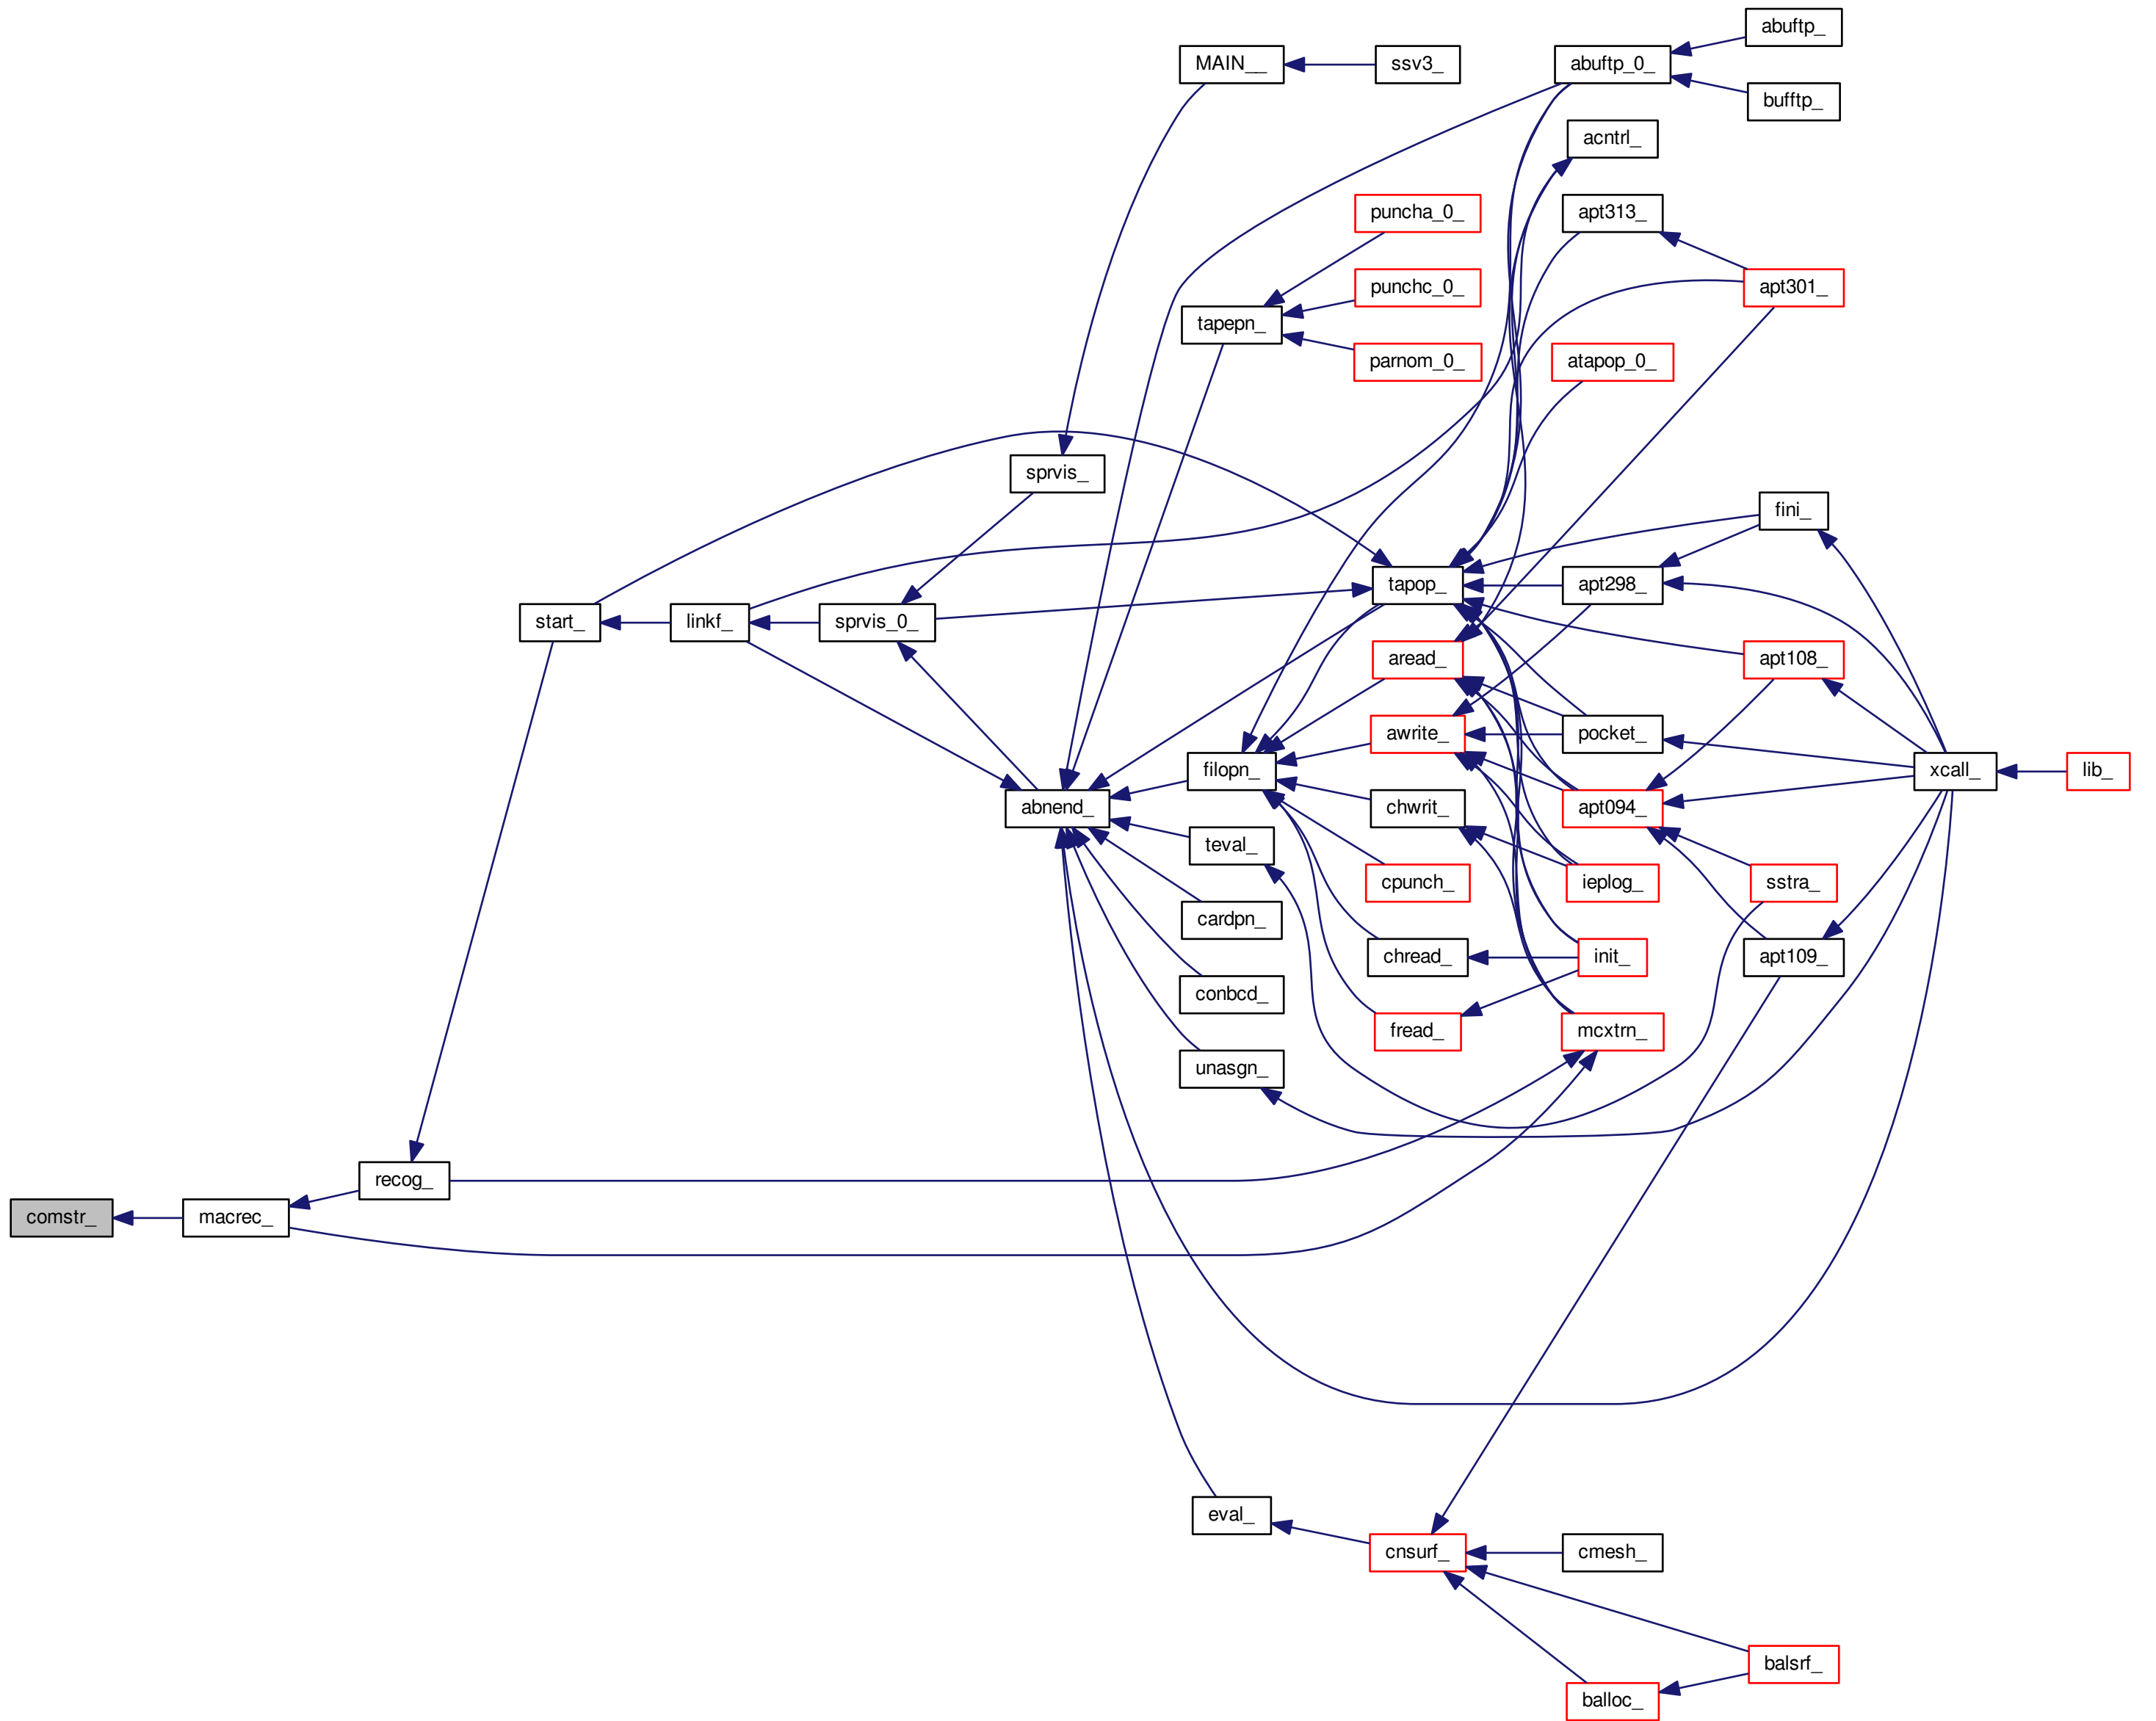 abuftp_
MAIN__
ssv3_
abuftp_0_
bufftp_
acntrl_
puncha_0_
apt313_
punchc_0_
apt301_
tapepn_
parnom_0_
atapop_0_
sprvis_
fini_
tapop_
apt298_
start_
linkf_
sprvis_0_
aread_
apt108_
awrite_
pocket_
filopn_
xcall_
lib_
abnend_
chwrit_
apt094_
teval_
cpunch_
ieplog_
sstra_
cardpn_
chread_
init_
apt109_
conbcd_
fread_
mcxtrn_
unasgn_
recog_
comstr_
macrec_
eval_
cnsurf_
cmesh_
balsrf_
balloc_